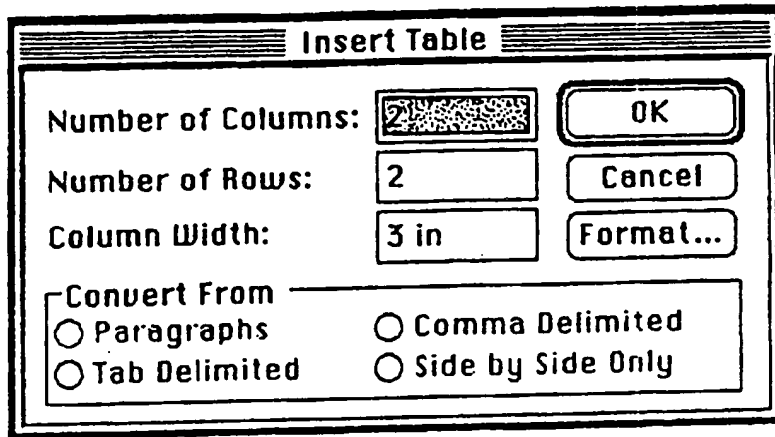 Insert Table
Number of Columns: 2 OK
Number of Rows: 2 Cancel
Column Width: 3 in Format...
Convert From
Paragraphs Comma Delimited
Tab Delimited Side by Side Only